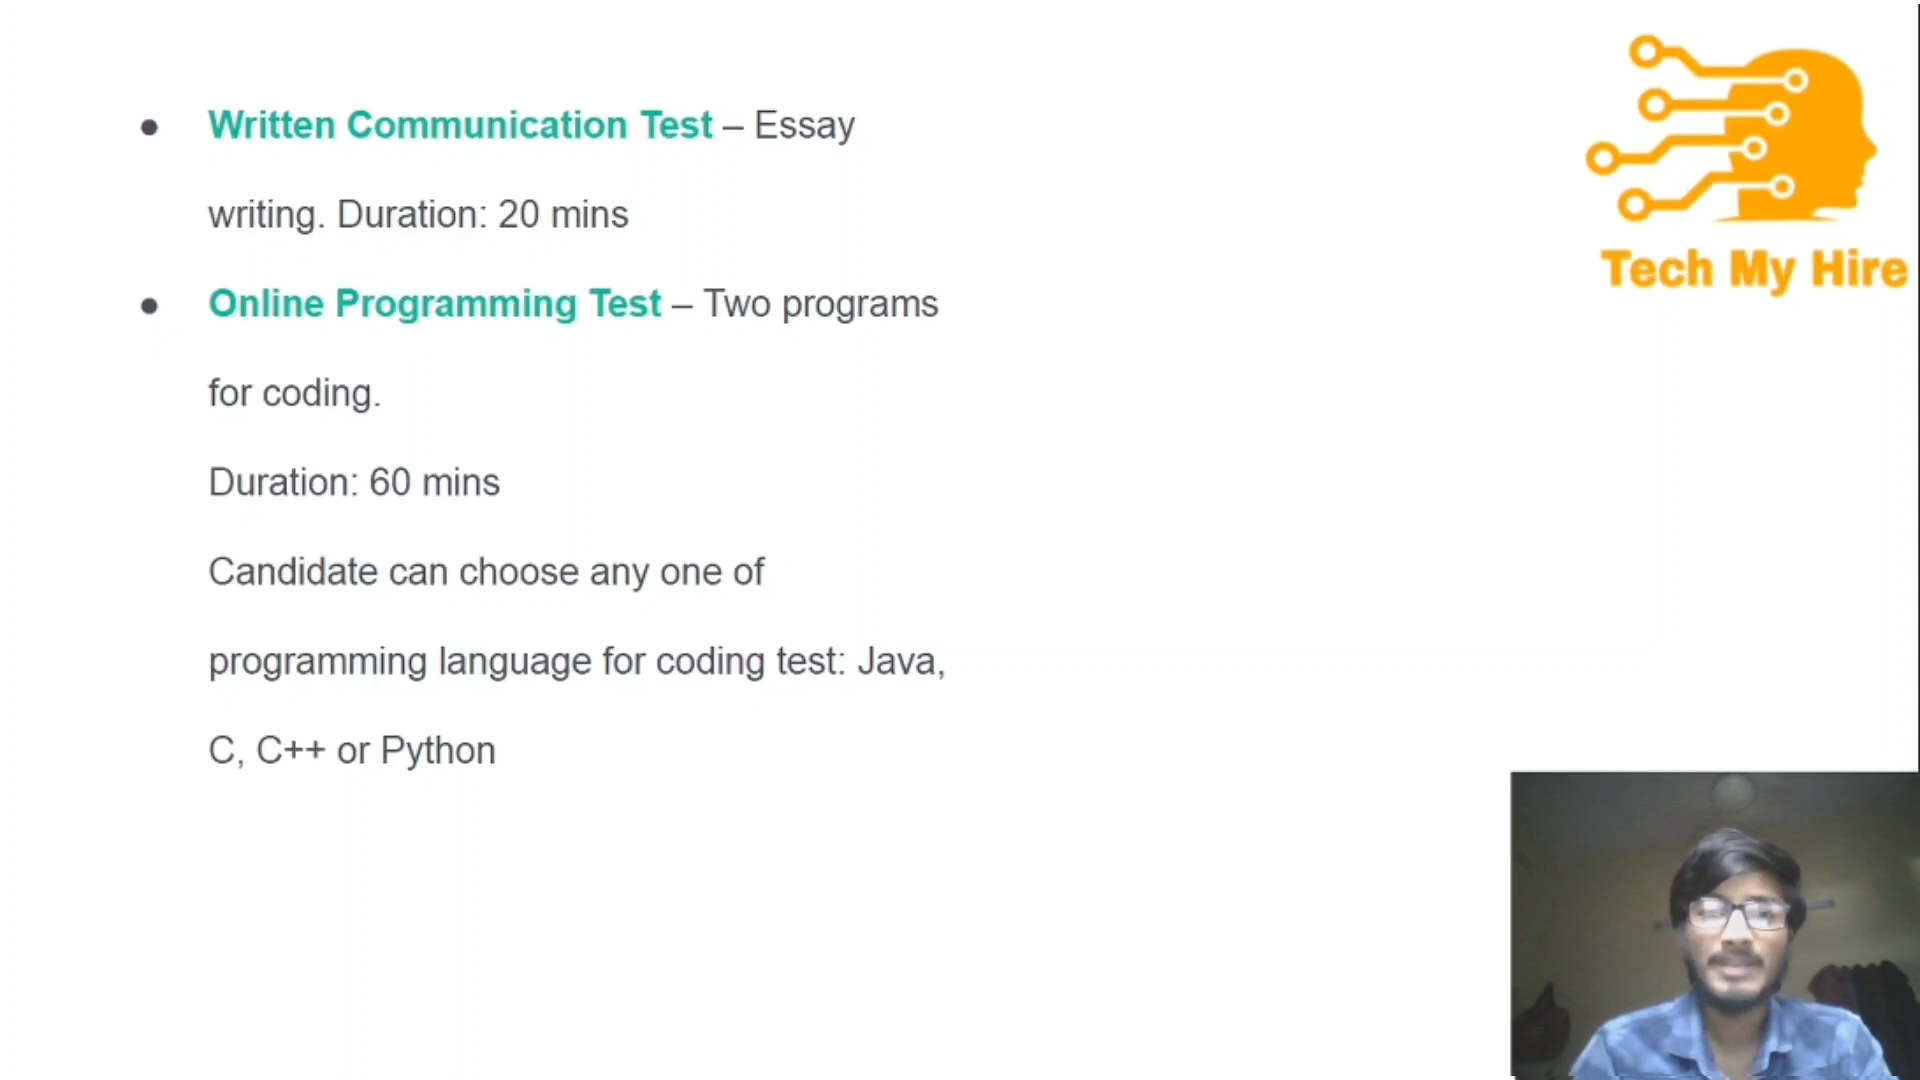 Written Communication Test – Essay
writing. Duration: 20 mins
Online Programming Test – Two programs
for coding.
Duration: 60 mins
Candidate can choose any one of
programming language for coding test: Java,
C, C++ or Python
Tech My Hire